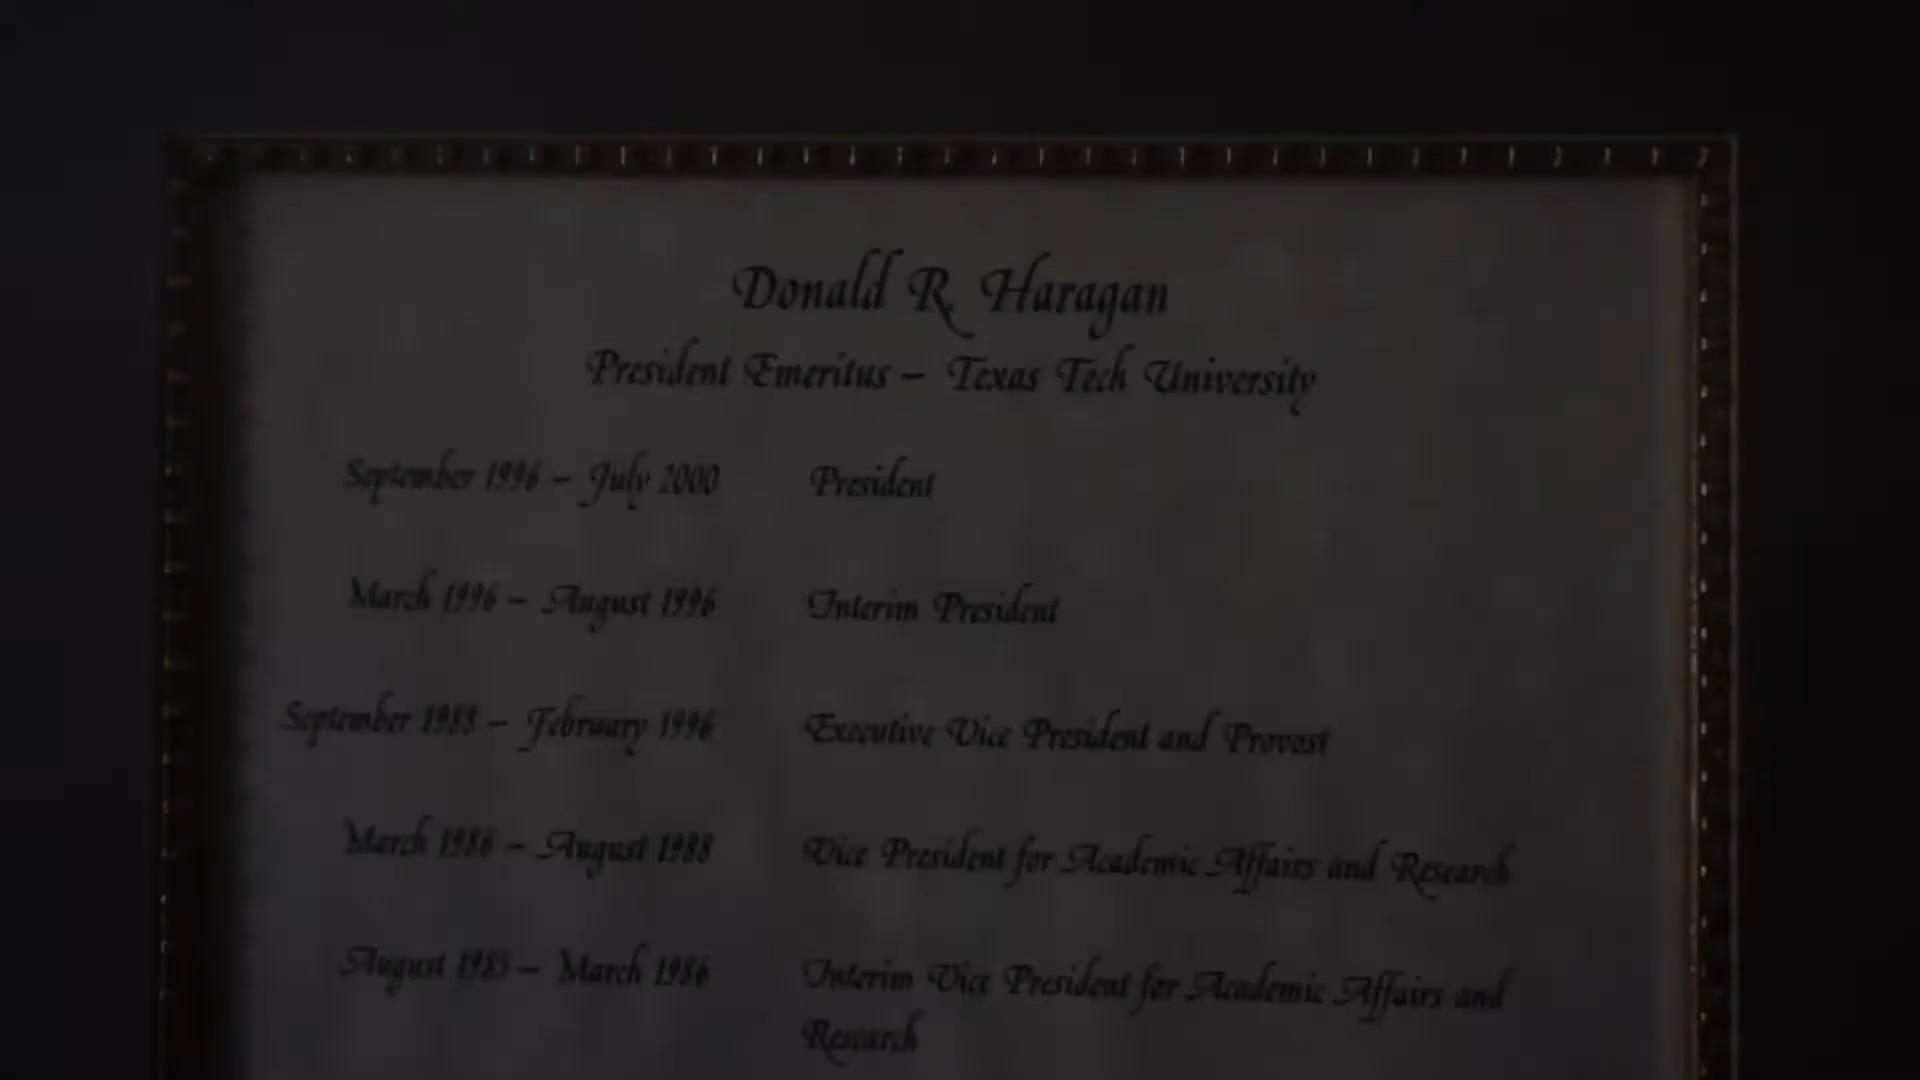 Donald R. Haragan
President Emeritus – Texas Tech University
September 1996 – July 2000 President
March 1996 – August 1996 Interim President
September 1988 – February 1996 Executive Vice President and Provost
March 1986 – August 1988 Vice President for Academic Affairs and Research
August 1985 – March 1986 Interim Vice President for Academic Affairs and
Research